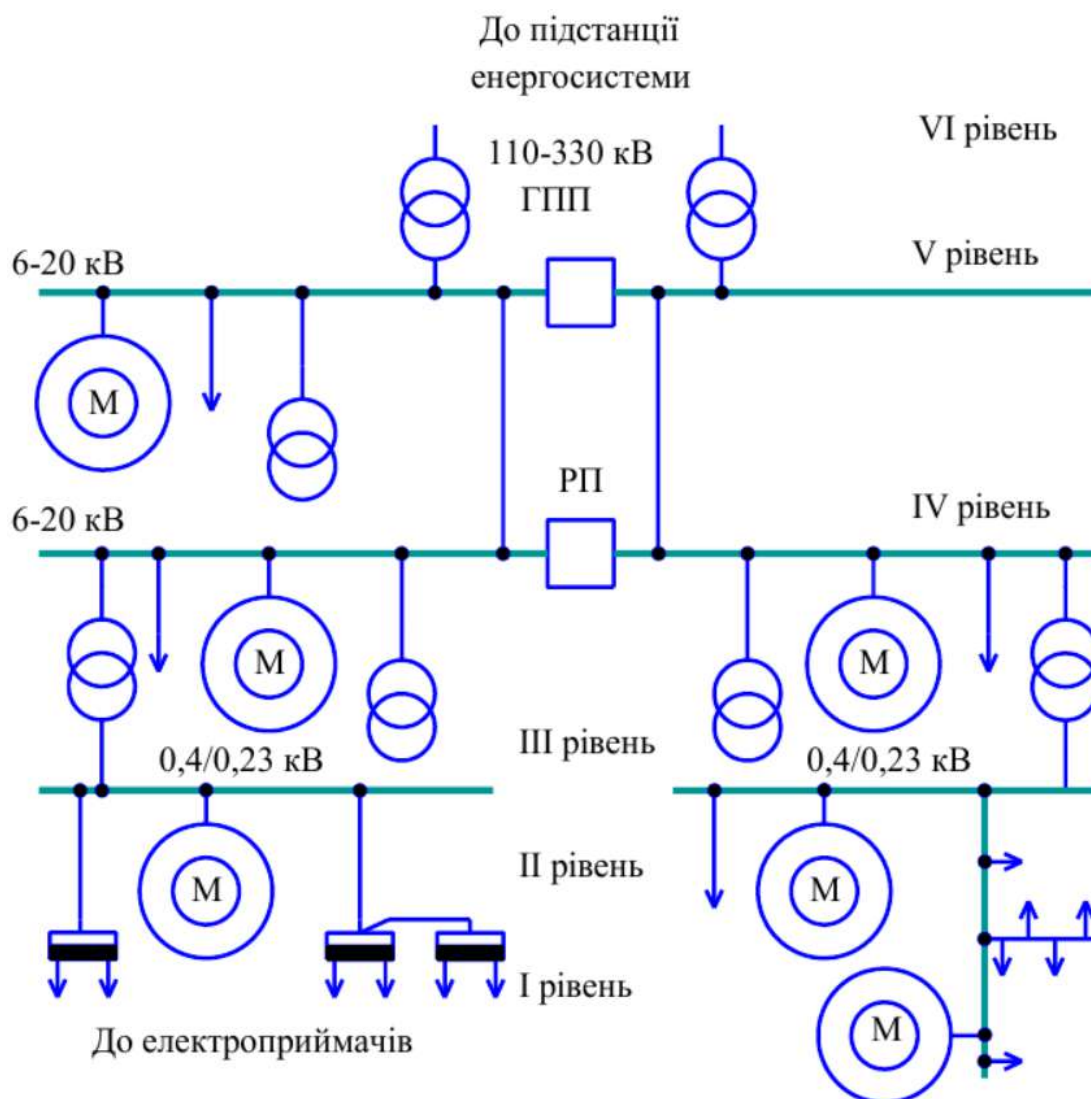 До підстанції
енергосистеми
VI рівень
110-330 кВ
ГПП
6-20 кВ
V рівень
М
РП
6-20 кВ
IV рівень
М
М
III рівень
0,4/0,23 кВ
0,4/0,23 кВ
II рівень
М
М
I рівень
До електроприймачів
М